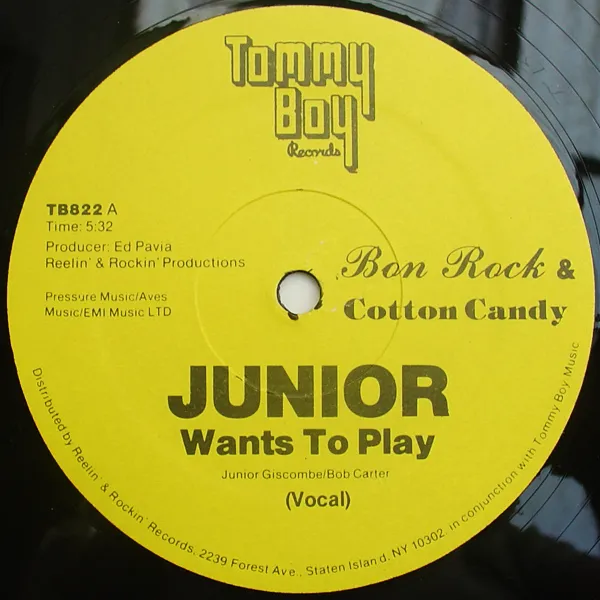 Tommy
Boy
Records
TB822 A
Time: 5:32
Producer: Ed Pavia
Reelin' & Rockin' Productions
Pressure Music/Aves
Music/EMI Music LTD
Bon Rock &
Cotton Candy
JUNIOR
Wants To Play
Junior Giscombe/Bob Carter
(Vocal)
Distributed by Reelin' & Rockin' Records, 2239 Forest Ave., Staten Island, NY 10302 in conjunction with Tommy Boy Music